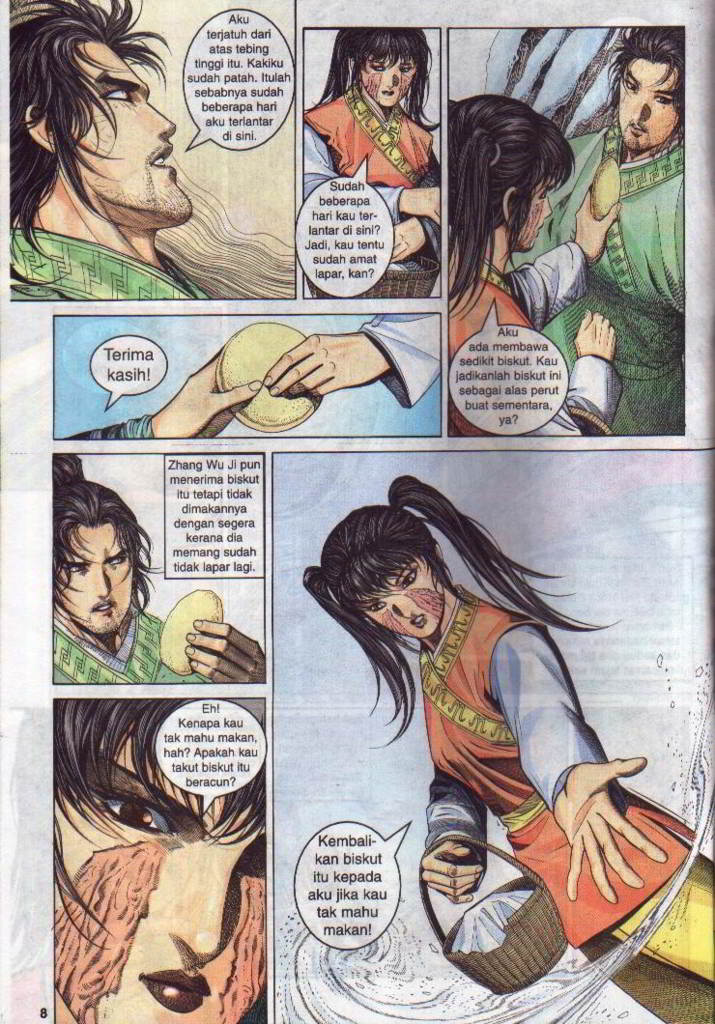 Aku
terjatuh dari
atas tebing
tinggi itu. Kakiku
sudah patah. Itulah
sebabnya sudah
beberapa hari
aku terlantar
di sini.
Sudah
beberapa
hari kau ter-
lantar di sini?
Jadi, kau tentu
sudah amat
lapar, kan?
Aku
ada membawa
sedikit biskut. Kau
jadikanlah biskut ini
sebagai alas perut
buat sementara,
ya?
Terima
kasih!
Zhang Wu Ji pun
menerima biskut
itu tetapi tidak
dimakannya
dengan segera
kerana dia
memang sudah
tidak lapar lagi.
Eh!
Kenapa kau
tak mahu makan,
hah? Apakah kau
takut biskut itu
beracun?
Kembali-
kan biskut
itu kepada
aku jika kau
tak mahu
makan!
8